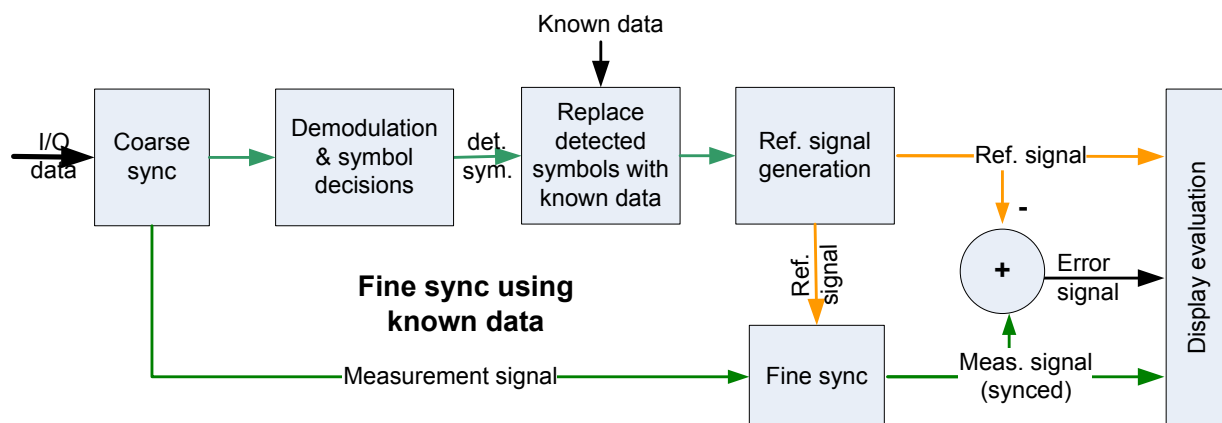 Known data
I/Q
data
Coarse
sync
Demodulation
& symbol
decisions
det.
sym.
Replace
detected
symbols with
known data
Ref. signal
generation
Ref. signal
-
+
Error
signal
Display evaluation
Ref.
signal
Fine sync using
known data
Measurement signal
Fine sync
Meas. signal
(synced)